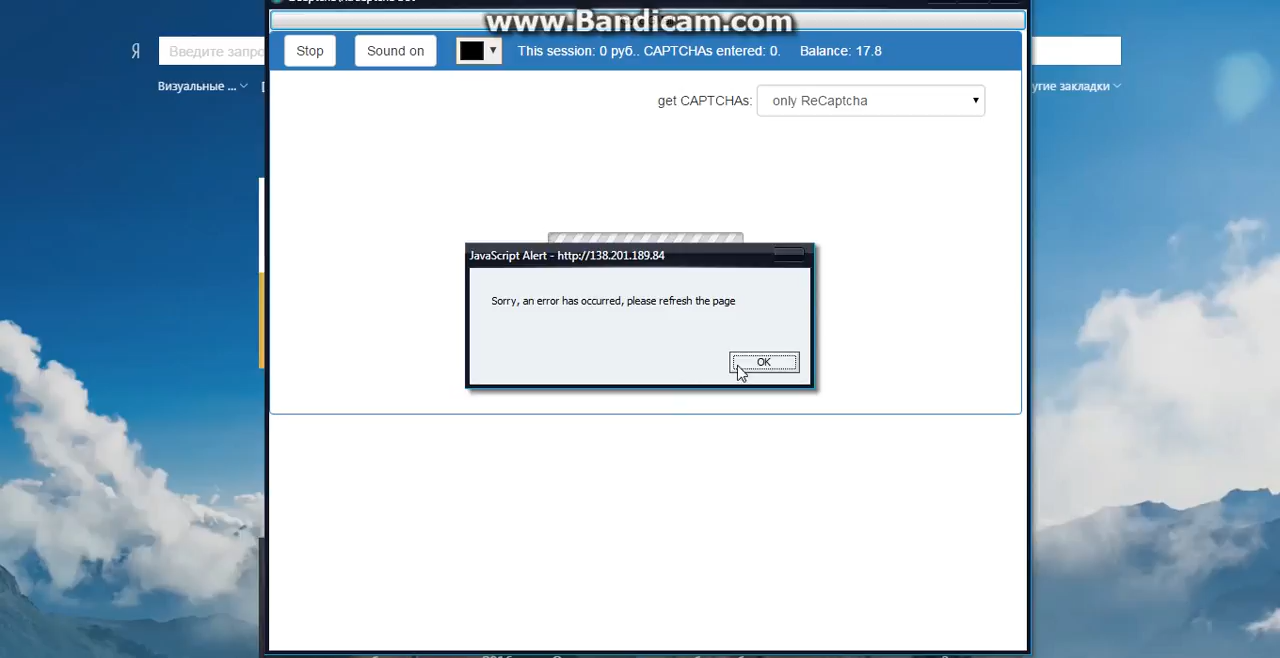 www.Bandicam.com
Я
Введите запро
Stop
Sound on
This session: 0 руб.. CAPTCHAs entered: 0.
Balance: 17.8
Визуальные ...
угие закладки
get CAPTCHAs:
only ReCaptcha
JavaScript Alert - http://138.201.189.84
Sorry, an error has occurred, please refresh the page
OK